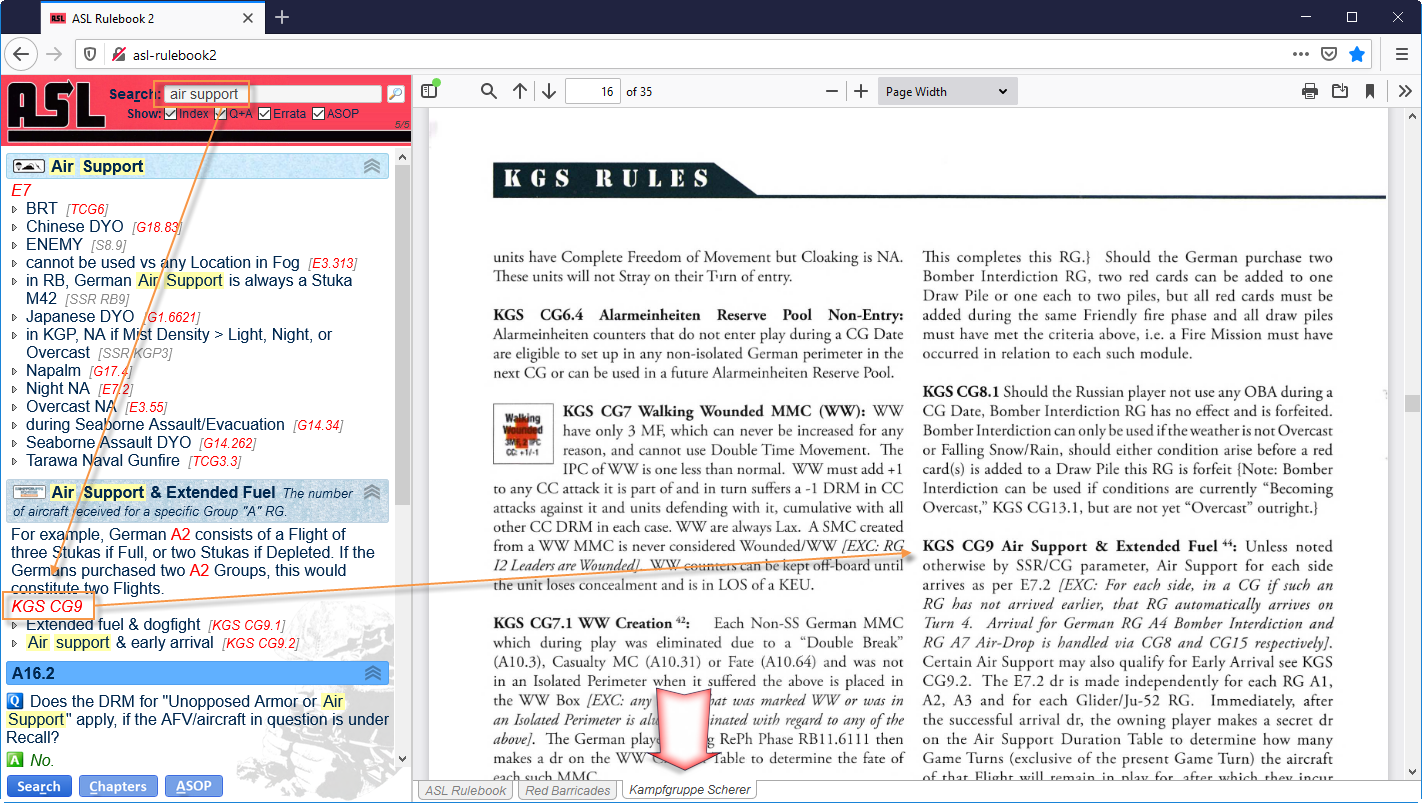 ASL Rulebook 2
asl-rulebook2
ASL
Search: air support
Show: Index Q+A Errata ASOP
5/5
Air Support
E7
BRT [TCG6]
Chinese DYO [G18.83]
ENEMY [S8.9]
cannot be used vs any Location in Fog [E3.313]
in RB, German Air Support is always a Stuka
M42 [SSR RB9]
Japanese DYO [G1.6621]
in KGP, NA if Mist Density > Light, Night, or
Overcast [SSR KGP3]
Napalm [G17.4]
Night NA [E7.2]
Overcast NA [E3.55]
during Seaborne Assault/Evacuation [G14.34]
Seaborne Assault DYO [G14.262]
Tarawa Naval Gunfire [TCG3.3]
Air Support & Extended Fuel The number
of aircraft received for a specific Group "A" RG.
For example, German A2 consists of a Flight of
three Stukas if Full, or two Stukas if Depleted. If the
Germans purchased two A2 Groups, this would
constitute two Flights.
KGS CG9
Extended fuel & dogfight [KGS CG9.1]
Air support & early arrival [KGS CG9.2]
A16.2
Q Does the DRM for "Unopposed Armor or Air
Support" apply, if the AFV/aircraft in question is under
Recall?
A No.
Search Chapters ASOP
16 of 35
Page Width
KGS RULES
units have Complete Freedom of Movement but Cloaking is NA.
These units will not Stray on their Turn of entry.
KGS CG6.4 Alarmeinheiten Reserve Pool Non-Entry:
Alarmeinheiten counters that do not enter play during a CG Date
are eligible to set up in any non-isolated German perimeter in the
next CG or can be used in a future Alarmeinheiten Reserve Pool.
Walking
Wounded
3MF, 2 IPC
CC: +1/-1
KGS CG7 Walking Wounded MMC (WW): WW
have only 3 MF, which can never be increased for any
reason, and cannot use Double Time Movement. The
IPC of WW is one less than normal. WW must add +1
to any CC attack it is part of and in turn suffers a -1 DRM in CC
attacks against it and units defending with it, cumulative with all
other CC DRM in each case. WW are always Lax. A SMC created
from a WW MMC is never considered Wounded/WW [EXC: RG
I2 Leaders are Wounded]. WW counters can be kept off-board until
the unit loses concealment and is in LOS of a KEU.
KGS CG7.1 WW Creation 42: Each Non-SS German MMC
which during play was eliminated due to a "Double Break"
(A10.3), Casualty MC (A10.31) or Fate (A10.64) and was not
in an Isolated Perimeter when it suffered the above is placed in
the WW Box [EXC: any at was marked WW or was in
an Isolated Perimeter is al inated with regard to any of the
above]. The German playe g RePh Phase RB11.6111 then
makes a dr on the WW C Table to determine the fate of
each such MMC.
This completes this RG.} Should the German purchase two
Bomber Interdiction RG, two red cards can be added to one
Draw Pile or one each to two piles, but all red cards must be
added during the same Friendly fire phase and all draw piles
must have met the criteria above, i.e. a Fire Mission must have
occurred in relation to each such module.
KGS CG8.1 Should the Russian player not use any OBA during a
CG Date, Bomber Interdiction RG has no effect and is forfeited.
Bomber Interdiction can only be used if the weather is not Overcast
or Falling Snow/Rain, should either condition arise before a red
card(s) is added to a Draw Pile this RG is forfeit {Note: Bomber
Interdiction can be used if conditions are currently "Becoming
Overcast," KGS CG13.1, but are not yet "Overcast" outright.}
KGS CG9 Air Support & Extended Fuel 44: Unless noted
otherwise by SSR/CG parameter, Air Support for each side
arrives as per E7.2 [EXC: For each side, in a CG if such an
RG has not arrived earlier, that RG automatically arrives on
Turn 4. Arrival for German RG A4 Bomber Interdiction and
RG A7 Air-Drop is handled via CG8 and CG15 respectively].
Certain Air Support may also qualify for Early Arrival see KGS
CG9.2. The E7.2 dr is made independently for each RG A1,
A2, A3 and for each Glider/Ju-52 RG. Immediately, after
the successful arrival dr, the owning player makes a secret dr
on the Air Support Duration Table to determine how many
Game Turns (exclusive of the present Game Turn) the aircraft
of that Flight will remain in play for, after which they incur
ASL Rulebook Red Barricades Kampfgruppe Scherer